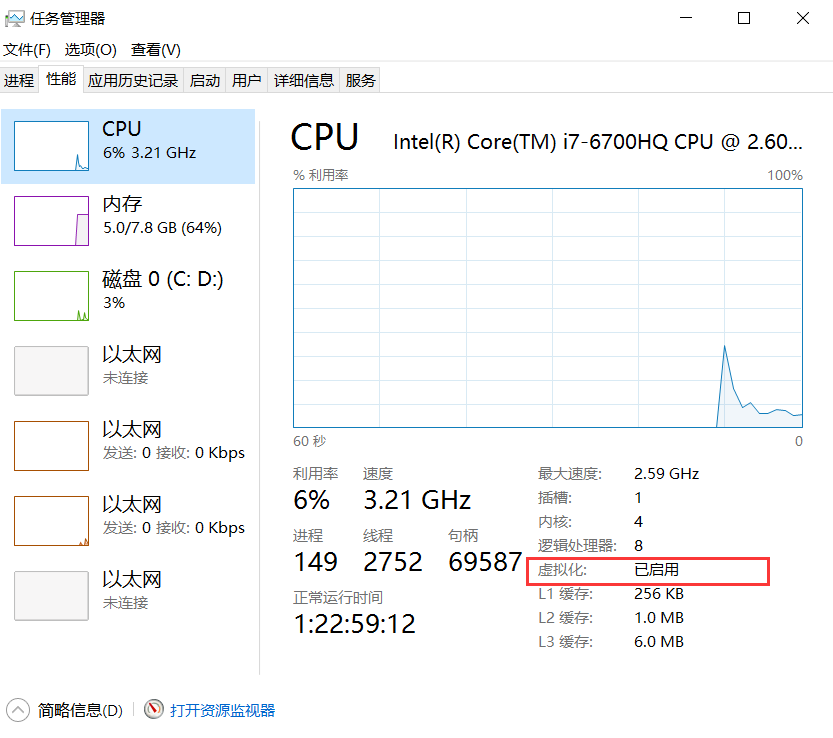 任务管理器
文件(F) 选项(O) 查看(V)
进程 性能 应用历史记录 启动 用户 详细信息 服务
CPU
6% 3.21 GHz
内存
5.0/7.8 GB (64%)
磁盘 0 (C: D:)
3%
以太网
未连接
以太网
发送: 0 接收: 0 Kbps
以太网
发送: 0 接收: 0 Kbps
以太网
未连接
CPU Intel(R) Core(TM) i7-6700HQ CPU @ 2.60...
% 利用率 100%
60 秒 0
利用率 速度
6% 3.21 GHz
进程 线程 句柄
149 2752 69587
正常运行时间
1:22:59:12
最大速度: 2.59 GHz
插槽: 1
内核: 4
逻辑处理器: 8
虚拟化: 已启用
L1 缓存: 256 KB
L2 缓存: 1.0 MB
L3 缓存: 6.0 MB
简略信息(D) 打开资源监视器